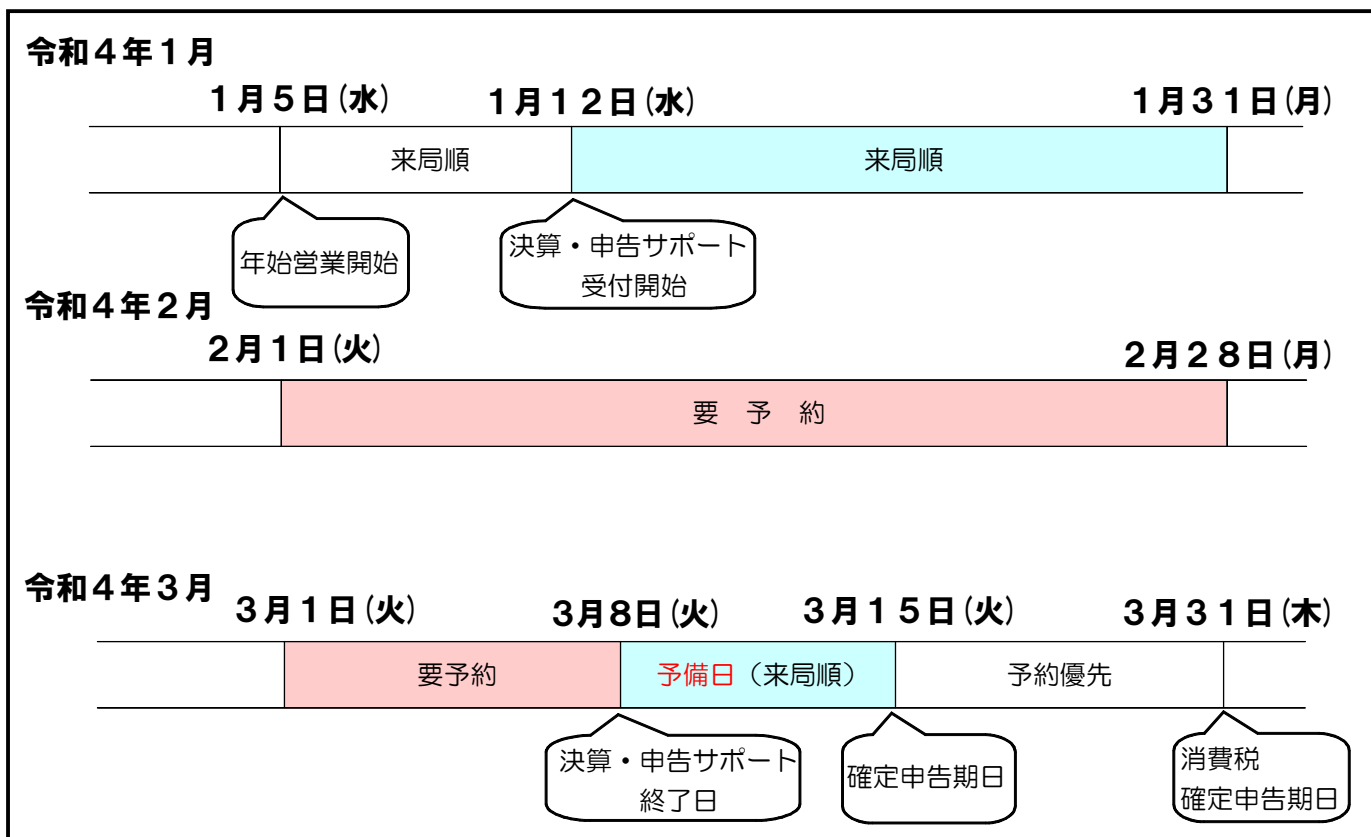 令和４年１月
１月５日(水)
１月１２日(水)
１月３１日(月)
来局順
来局順
年始営業開始
決算・申告サポート
受付開始
令和４年２月
２月１日(火)
２月２８日(月)
要　予　約
令和４年３月
３月１日(火)
３月８日(火)
３月１５日(火)
３月３１日(木)
要予約
予備日（来局順）
予約優先
決算・申告サポート
終了日
確定申告期日
消費税
確定申告期日